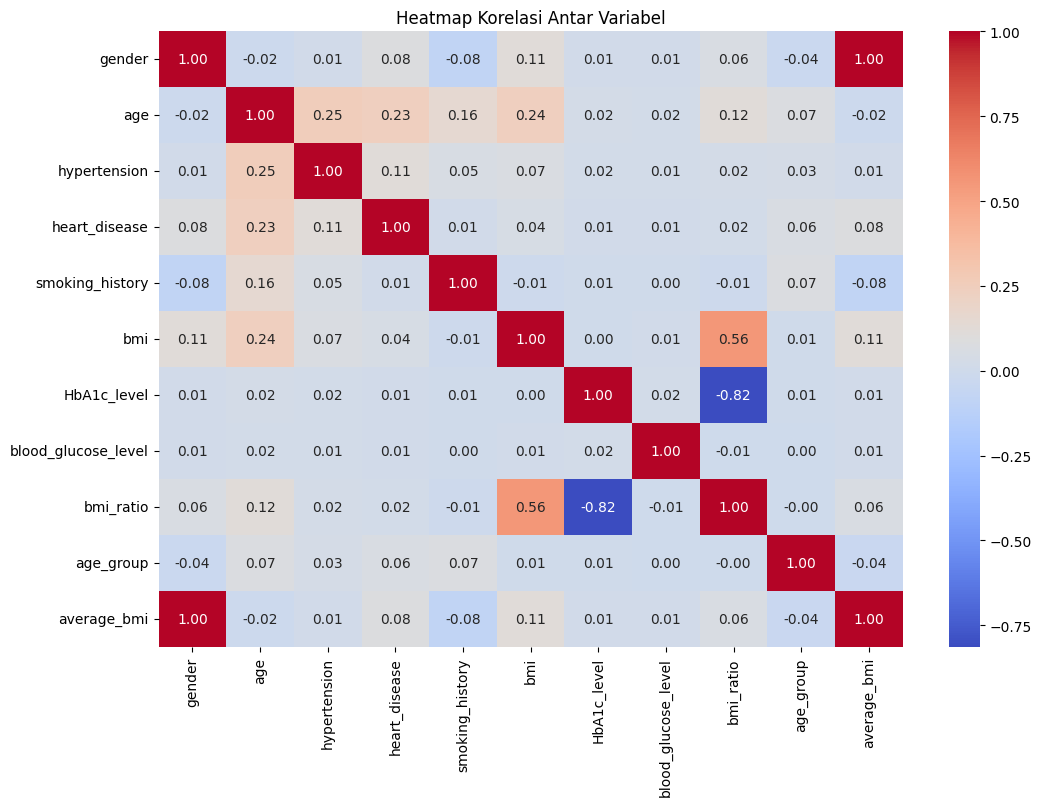 Heatmap Korelasi Antar Variabel
gender 1.00 -0.02 0.01 0.08 -0.08 0.11 0.01 0.01 0.06 -0.04 1.00
age -0.02 1.00 0.25 0.23 0.16 0.24 0.02 0.02 0.12 0.07 -0.02
hypertension 0.01 0.25 1.00 0.11 0.05 0.07 0.02 0.01 0.02 0.03 0.01
heart_disease 0.08 0.23 0.11 1.00 0.01 0.04 0.01 0.01 0.02 0.06 0.08
smoking_history -0.08 0.16 0.05 0.01 1.00 -0.01 0.01 0.00 -0.01 0.07 -0.08
bmi 0.11 0.24 0.07 0.04 -0.01 1.00 0.00 0.01 0.56 0.01 0.11
HbA1c_level 0.01 0.02 0.02 0.01 0.01 0.00 1.00 0.02 -0.82 0.01 0.01
blood_glucose_level 0.01 0.02 0.01 0.01 0.00 0.01 0.02 1.00 -0.01 0.00 0.01
bmi_ratio 0.06 0.12 0.02 0.02 -0.01 0.56 -0.82 -0.01 1.00 -0.00 0.06
age_group -0.04 0.07 0.03 0.06 0.07 0.01 0.01 0.00 -0.00 1.00 -0.04
average_bmi 1.00 -0.02 0.01 0.08 -0.08 0.11 0.01 0.01 0.06 -0.04 1.00
gender
age
hypertension
heart_disease
smoking_history
bmi
HbA1c_level
blood_glucose_level
bmi_ratio
age_group
average_bmi
1.00
0.75
0.50
0.25
0.00
−0.25
−0.50
−0.75